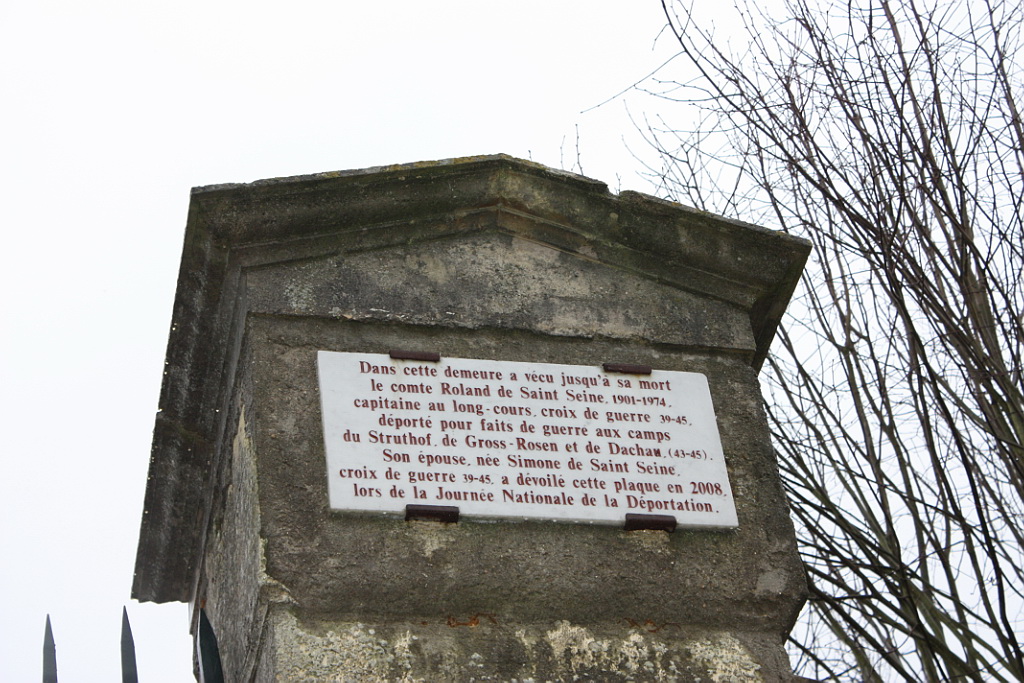 Dans cette demeure a vécu jusqu'à sa mort
le comte Roland de Saint Seine, 1901-1974,
capitaine au long-cours, croix de guerre 39-45,
déporté pour faits de guerre aux camps
du Struthof, de Gross-Rosen et de Dachau, (43-45).
Son épouse, née Simone de Saint Seine,
croix de guerre 39-45, a dévoilé cette plaque en 2008,
lors de la Journée Nationale de la Déportation.